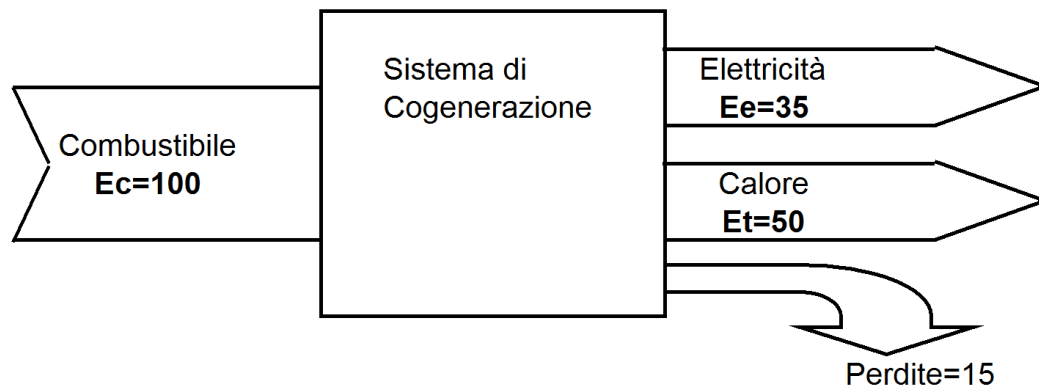 Sistema di
Cogenerazione
Combustibile
Ec=100
Elettricità
Ee=35
Calore
Et=50
Perdite=15